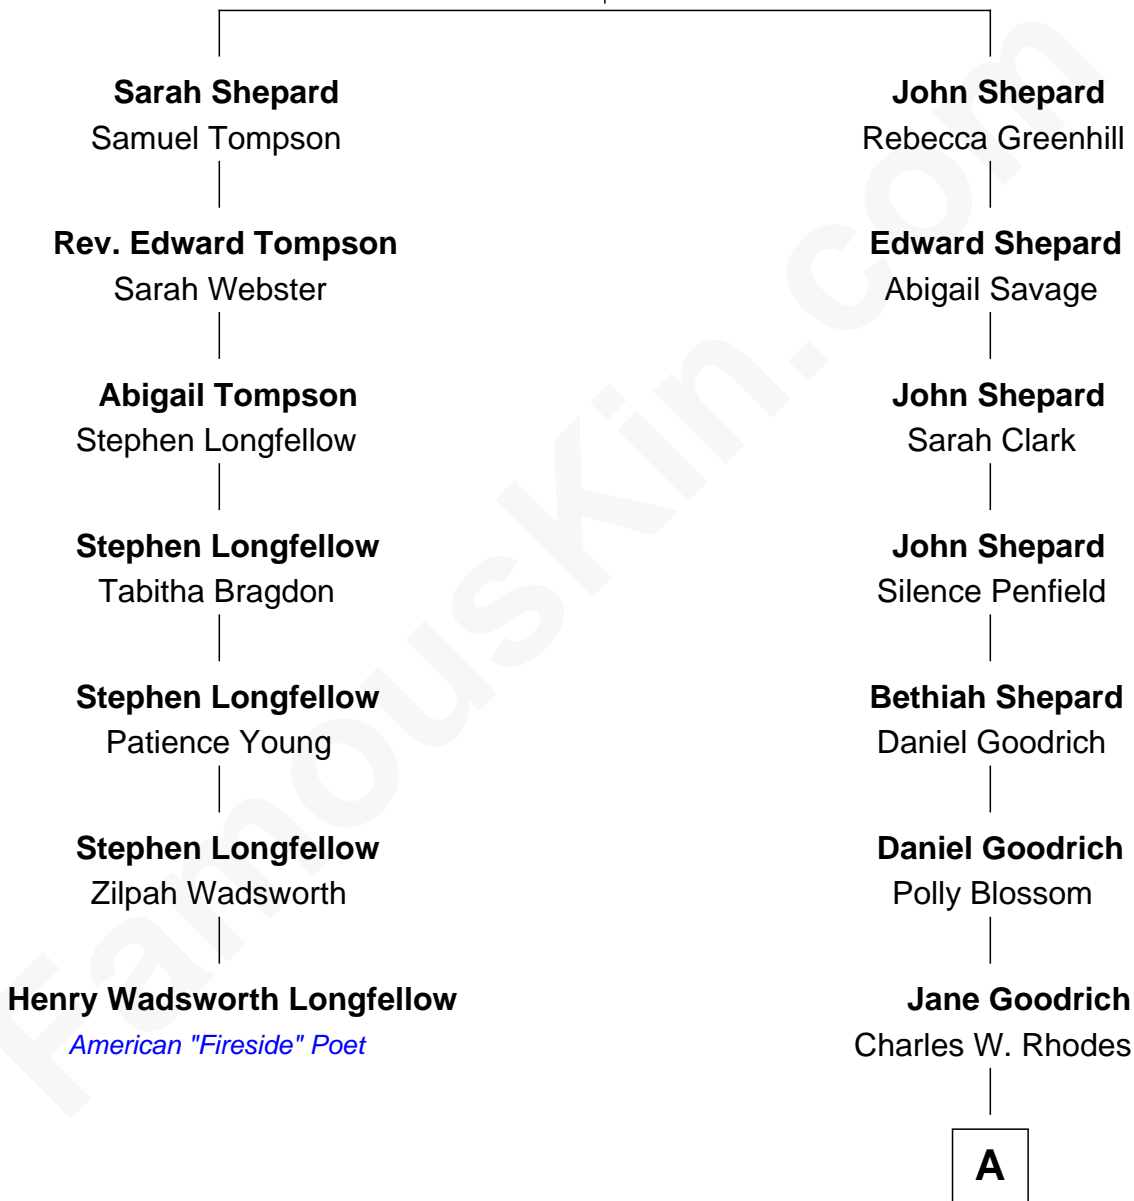 Sarah Shepard
Samuel Tompson
Rev. Edward Tompson
Sarah Webster
Abigail Tompson
Stephen Longfellow
Stephen Longfellow
Tabitha Bragdon
Stephen Longfellow
Patience Young
Stephen Longfellow
Zilpah Wadsworth
Henry Wadsworth Longfellow
American "Fireside" Poet
John Shepard
Rebecca Greenhill
Edward Shepard
Abigail Savage
John Shepard
Sarah Clark
John Shepard
Silence Penfield
Bethiah Shepard
Daniel Goodrich
Daniel Goodrich
Polly Blossom
Jane Goodrich
Charles W. Rhodes
A
FamousKin.com